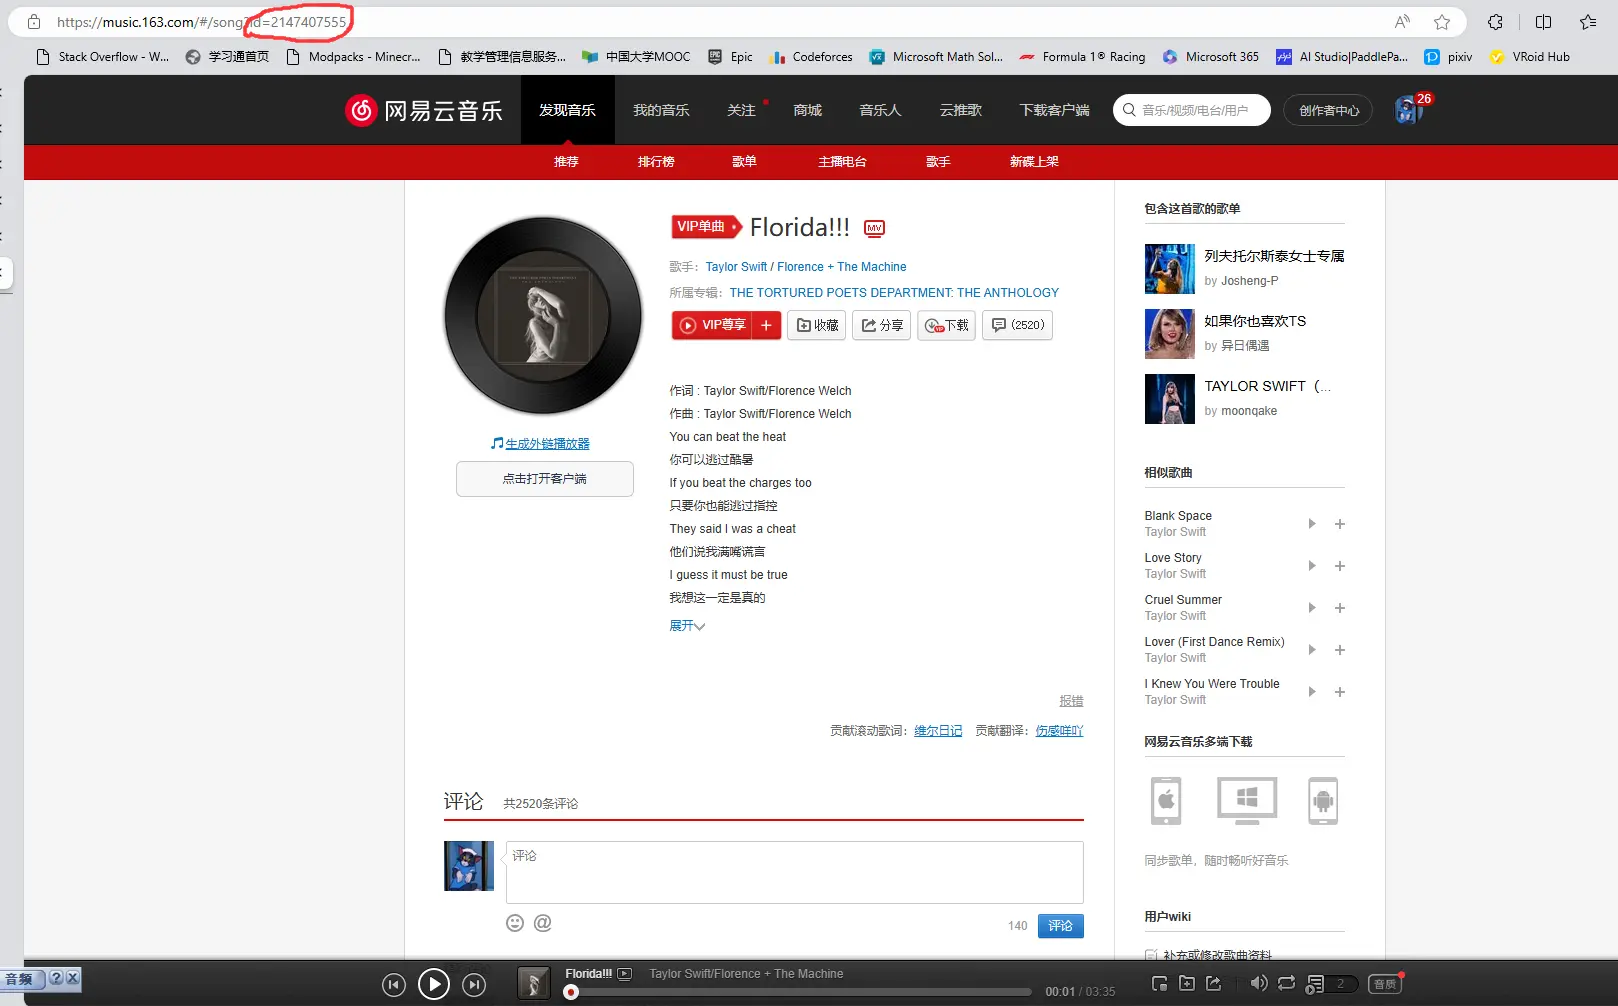 https://music.163.com/#/song?id=2147407555
Stack Overflow - W...
学习通首页
Modpacks - Minecr...
教学管理信息服务...
中国大学MOOC
Epic
Codeforces
Microsoft Math Sol...
Formula 1® Racing
Microsoft 365
AI Studio|PaddlePa...
pixiv
VRoid Hub
网易云音乐
发现音乐
我的音乐
关注
商城
音乐人
云推歌
下载客户端
音乐/视频/电台/用户
创作者中心
26
推荐
排行榜
歌单
主播电台
歌手
新碟上架
VIP单曲
Florida!!!
MV
歌手：Taylor Swift / Florence + The Machine
所属专辑：THE TORTURED POETS DEPARTMENT: THE ANTHOLOGY
VIP尊享
收藏
分享
下载
(2520)
生成外链播放器
点击打开客户端
作词 : Taylor Swift/Florence Welch
作曲 : Taylor Swift/Florence Welch
You can beat the heat
你可以逃过酷暑
If you beat the charges too
只要你也能逃过指控
They said I was a cheat
他们说我满嘴谎言
I guess it must be true
我想这一定是真的
展开
报错
贡献滚动歌词：维尔日记 贡献翻译：伤感咩吖
评论
共2520条评论
评论
140
评论
包含这首歌的歌单
列夫托尔斯泰女士专属
by Josheng-P
如果你也喜欢TS
by 异日偶遇
TAYLOR SWIFT（...
by moonqake
相似歌曲
Blank Space
Taylor Swift
Love Story
Taylor Swift
Cruel Summer
Taylor Swift
Lover (First Dance Remix)
Taylor Swift
I Knew You Were Trouble
Taylor Swift
网易云音乐多端下载
同步歌单，随时畅听好音乐
用户wiki
补充或修改歌曲资料
音频
Florida!!!
Taylor Swift/Florence + The Machine
00:01 / 03:35
2
音质